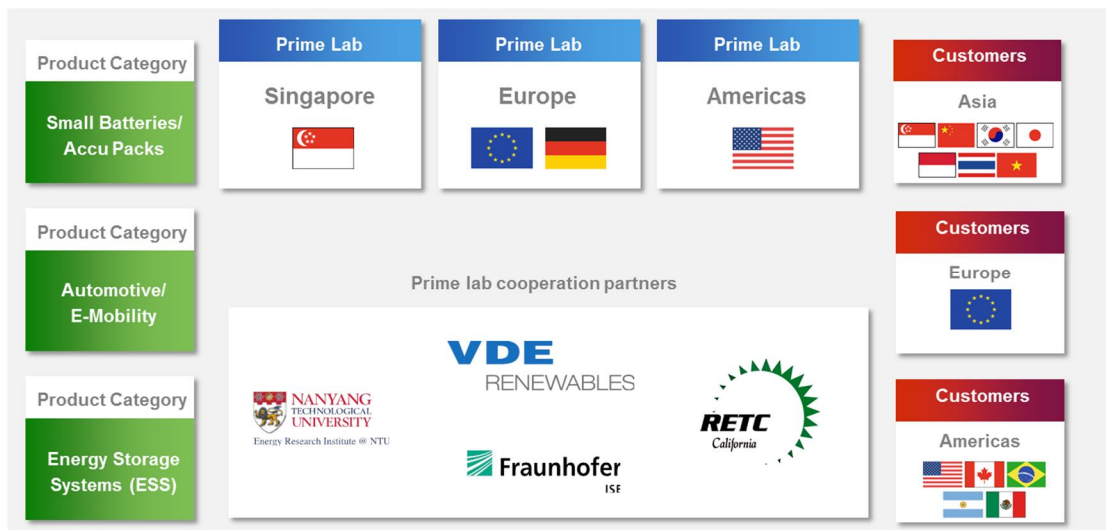 Product Category
Small Batteries/
Accu Packs
Product Category
Automotive/
E-Mobility
Product Category
Energy Storage
Systems (ESS)
Prime Lab
Singapore
Prime Lab
Europe
Prime Lab
Americas
Prime lab cooperation partners
NANYANG
TECHNOLOGICAL
UNIVERSITY
Energy Research Institute @ NTU
VDE
RENEWABLES
Fraunhofer
ISE
RETC
California
Customers
Asia
Customers
Europe
Customers
Americas